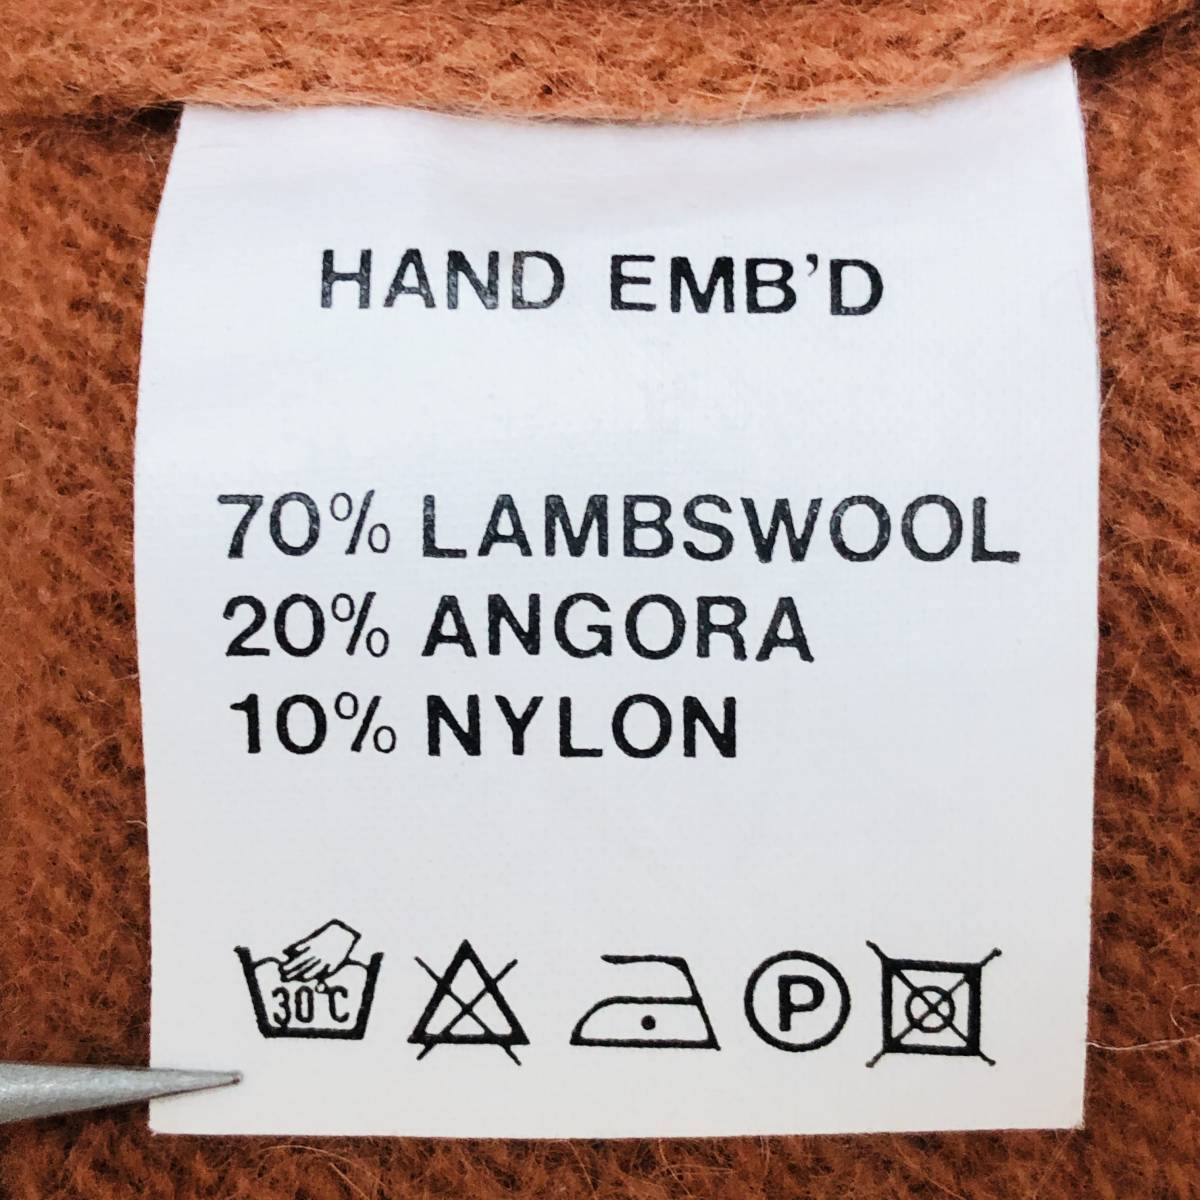 HAND EMB'D
70% LAMBSWOOL
20% ANGORA
10% NYLON
30°C P